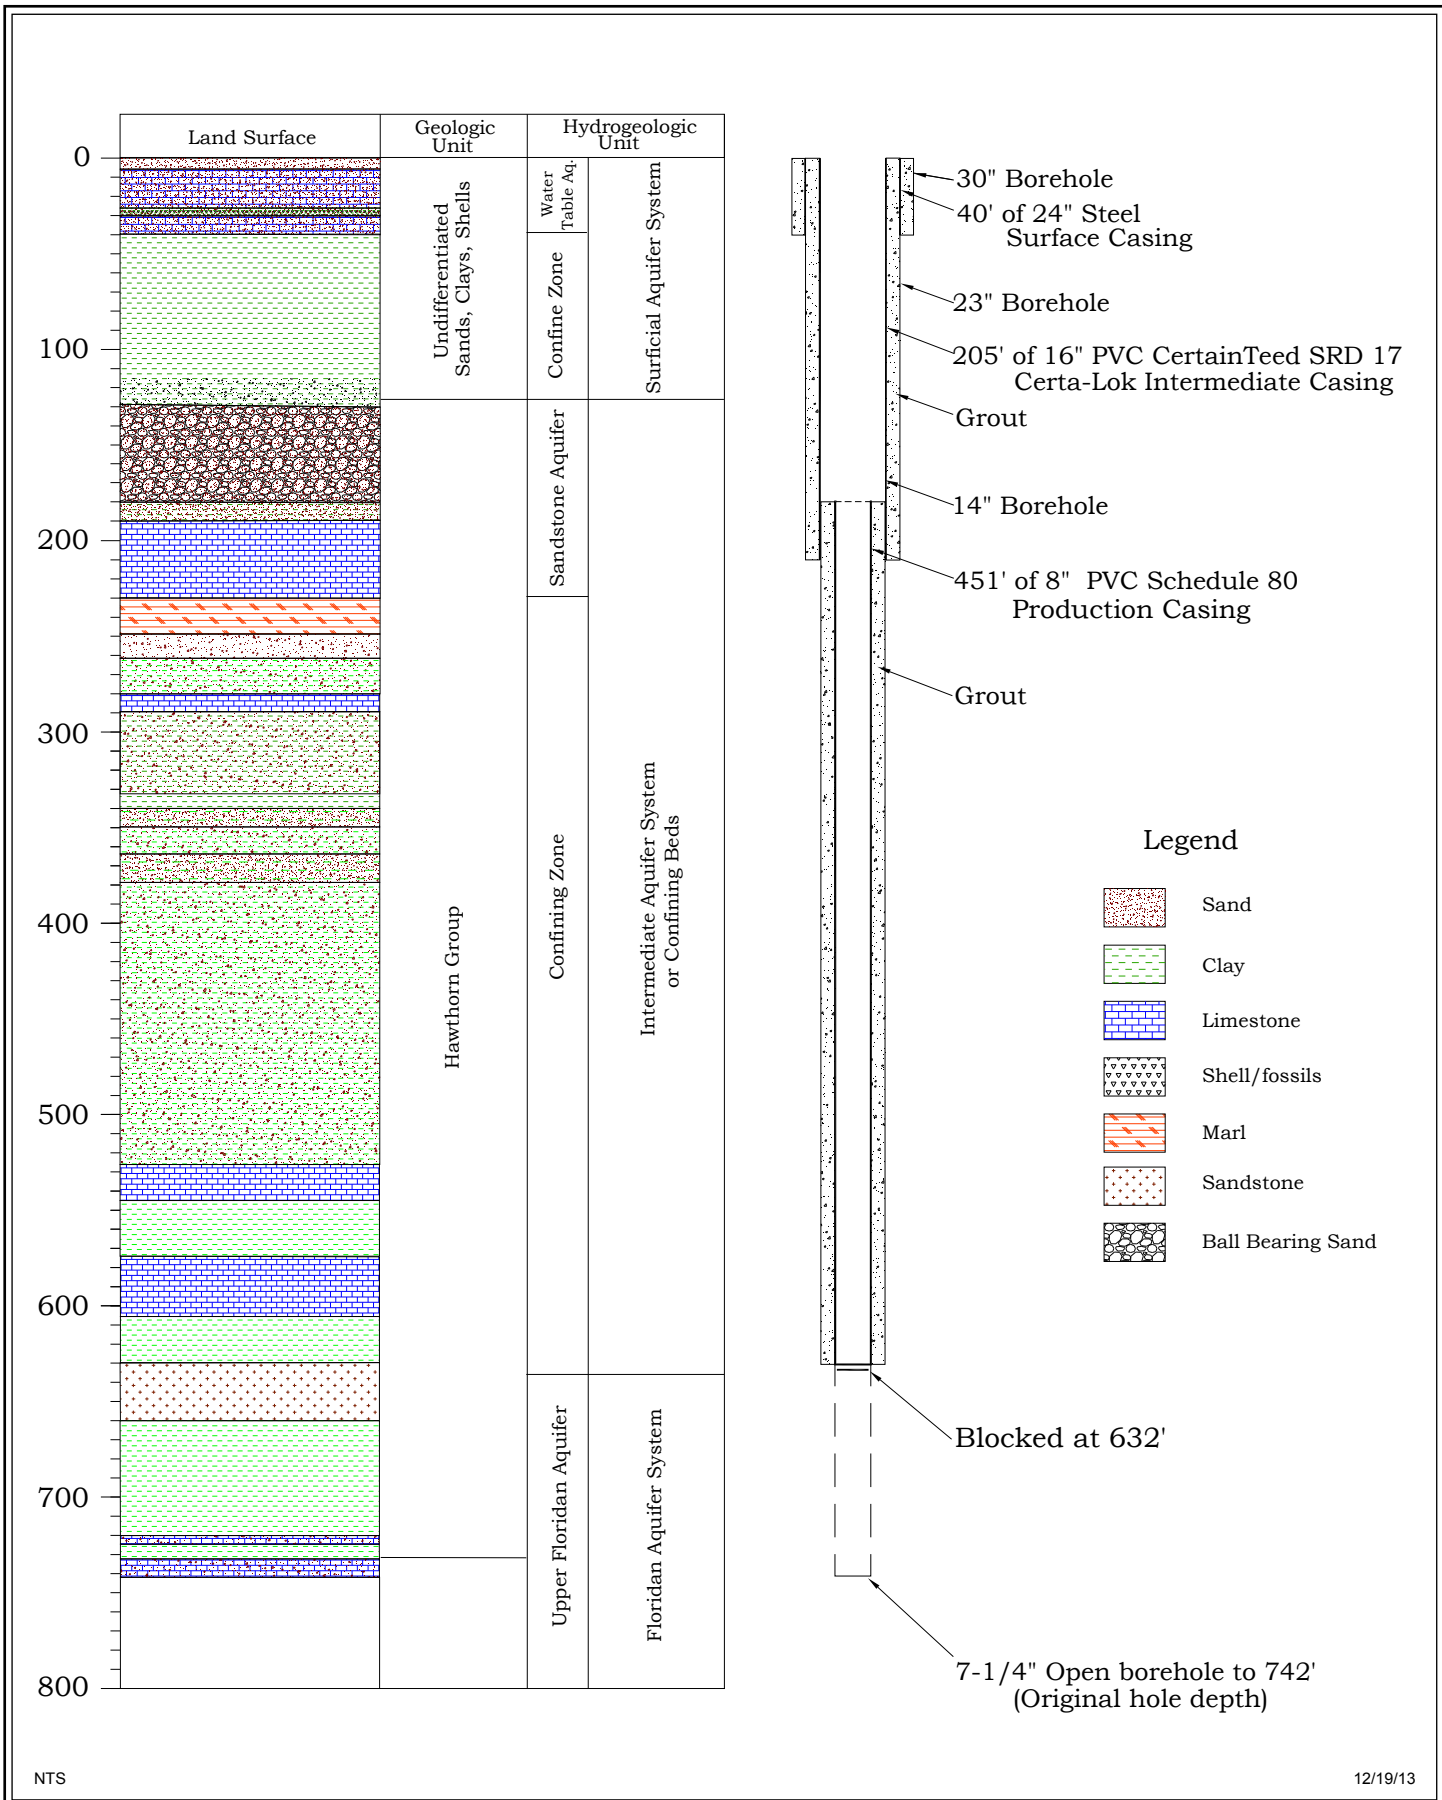 Land Surface
Geologic
Unit
Hydrogeologic
Unit
0
100
200
300
400
500
600
700
800
Undifferentiated
Sands, Clays, Shells
Hawthorn Group
Water
Table Aq.
Confine Zone
Sandstone Aquifer
Confining Zone
Upper Floridan Aquifer
Surficial Aquifer System
Intermediate Aquifer System
or Confining Beds
Floridan Aquifer System
30" Borehole
40' of 24" Steel
Surface Casing
23" Borehole
205' of 16" PVC CertainTeed SRD 17
Certa-Lok Intermediate Casing
Grout
14" Borehole
451' of 8" PVC Schedule 80
Production Casing
Grout
Blocked at 632'
7-1/4" Open borehole to 742'
(Original hole depth)
Legend
Sand
Clay
Limestone
Shell/fossils
Marl
Sandstone
Ball Bearing Sand
NTS
12/19/13